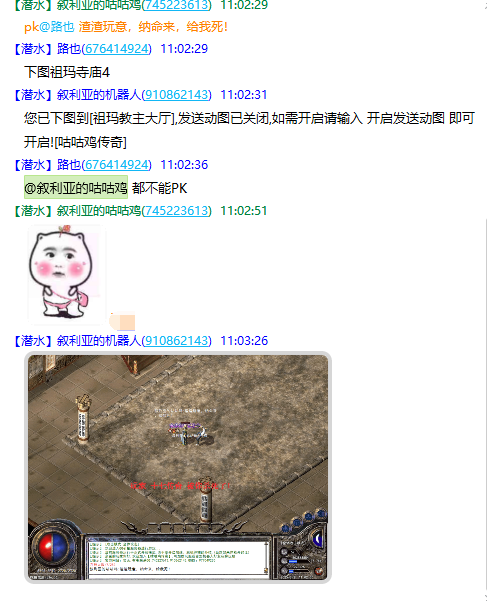 【潜水】叙利亚的咕咕鸡(745223613) 11:02:29
pk@路也 渣渣玩意，纳命来，给我死！
【潜水】路也(676414924) 11:02:29
下图祖玛寺庙4
【潜水】叙利亚的机器人(910862143) 11:02:31
您已下图到[祖玛教主大厅],发送动图已关闭,如需开启请输入 开启发送动图 即可
开启![咕咕鸡传奇]
【潜水】路也(676414924) 11:02:36
@叙利亚的咕咕鸡 都不能PK
【潜水】叙利亚的咕咕鸡(745223613) 11:02:51
【潜水】叙利亚的机器人(910862143) 11:03:26